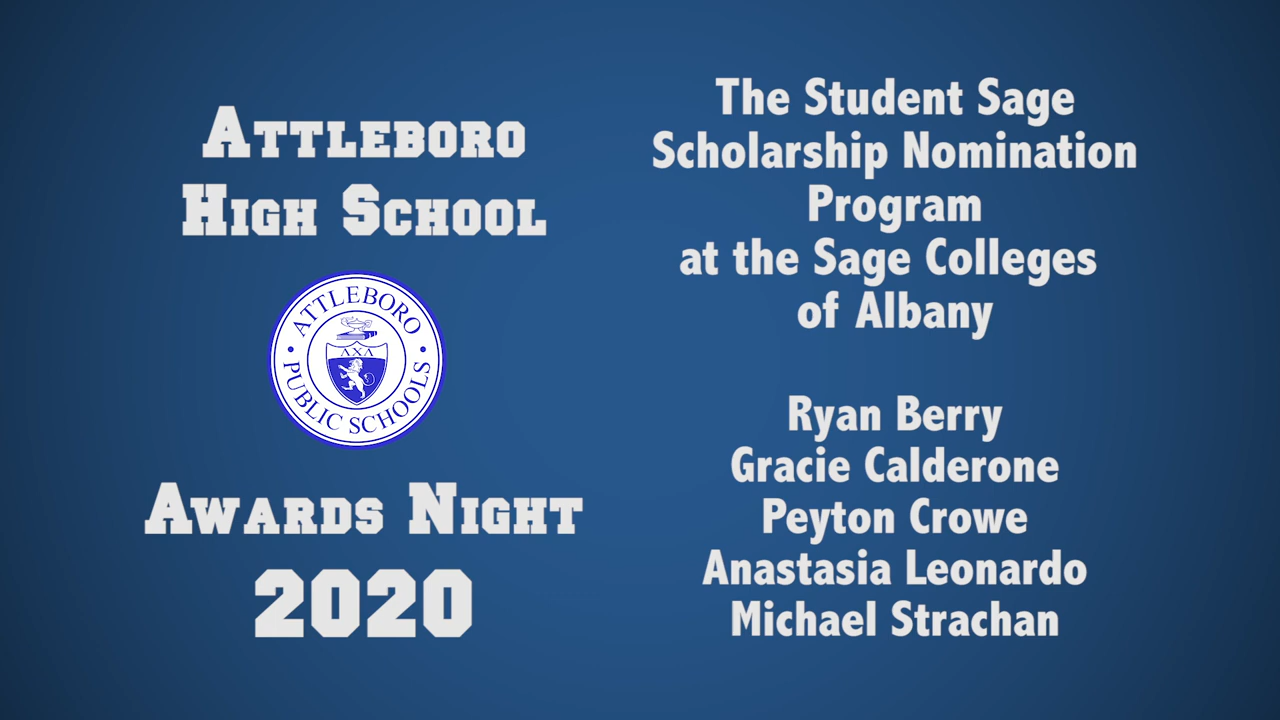 Attleboro
High School
ATTLEBORO
PUBLIC SCHOOLS
Awards Night
2020
The Student Sage
Scholarship Nomination
Program
at the Sage Colleges
of Albany
Ryan Berry
Gracie Calderone
Peyton Crowe
Anastasia Leonardo
Michael Strachan